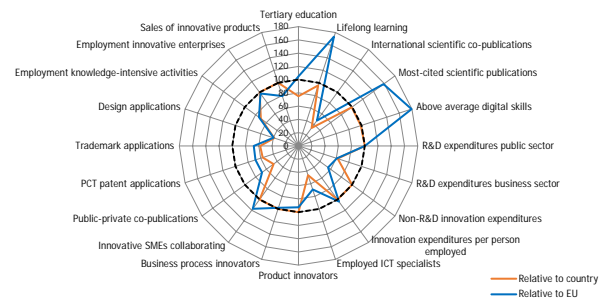 Tertiary education
Sales of innovative products
Lifelong learning
Employment innovative enterprises
International scientific co-publications
Employment knowledge-intensive activities
Most-cited scientific publications
Design applications
Above average digital skills
Trademark applications
R&D expenditures public sector
PCT patent applications
R&D expenditures business sector
Public-private co-publications
Non-R&D innovation expenditures
Innovative SMEs collaborating
Innovation expenditures per person
employed
Business process innovators
Employed ICT specialists
Product innovators
180
160
140
120
100
80
60
40
20
0
Relative to country
Relative to EU